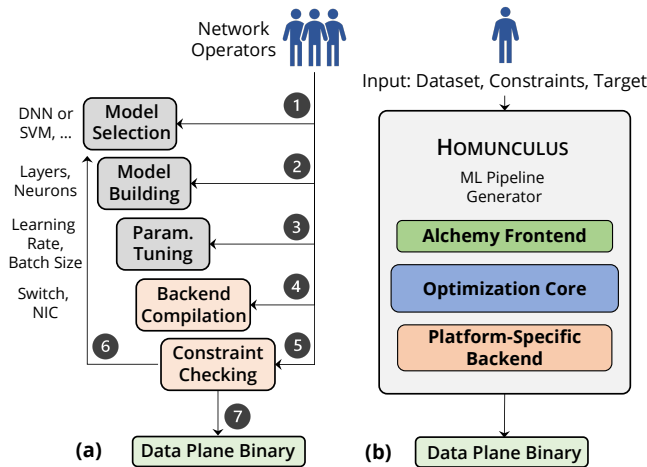 Network
Operators
1
DNN or
SVM, ...
Model
Selection
2
Layers,
Neurons
Model
Building
3
Learning
Rate,
Batch Size
Param.
Tuning
4
Switch,
NIC
Backend
Compilation
5
6
Constraint
Checking
7
(a)
Data Plane Binary
Input: Dataset, Constraints, Target
HOMUNCULUS
ML Pipeline
Generator
Alchemy Frontend
Optimization Core
Platform-Specific
Backend
(b)
Data Plane Binary